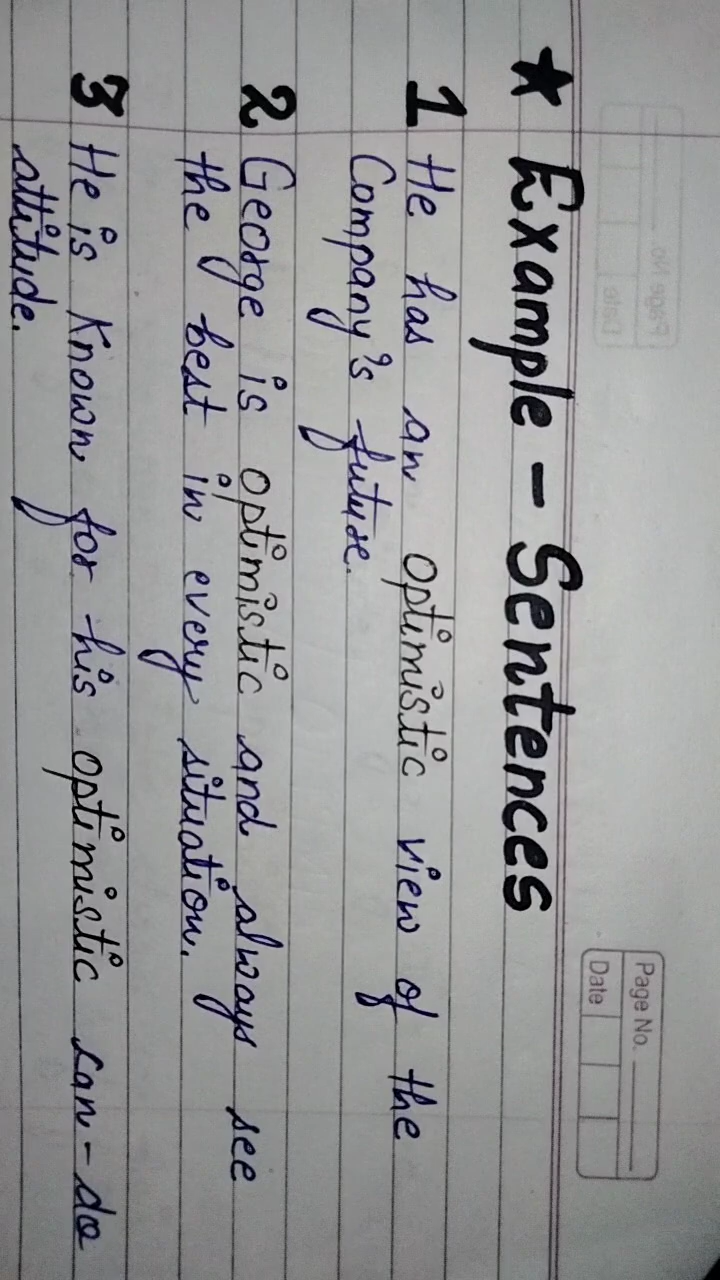 Page No.
Date
★ Example - Sentences
1 He has an optimistic view of the
Company's future.
2 George is optimistic and always see
the best in every situation.
3 He is Known for his optimistic can-do
attitude.